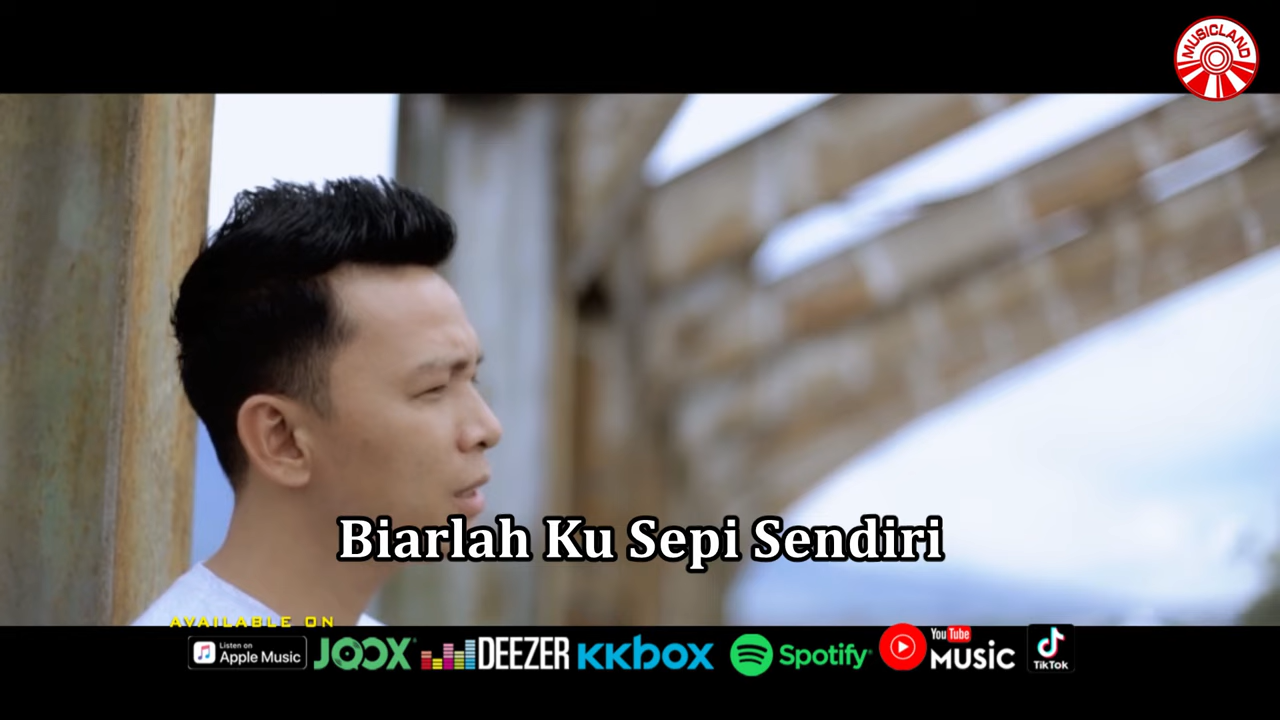 MUSICLAND
Biarlah Ku Sepi Sendiri
AVAILABLE ON
Listen on
Apple Music
JOOX
DEEZER
KKBOX
Spotify
YouTube
MUSIC
TikTok